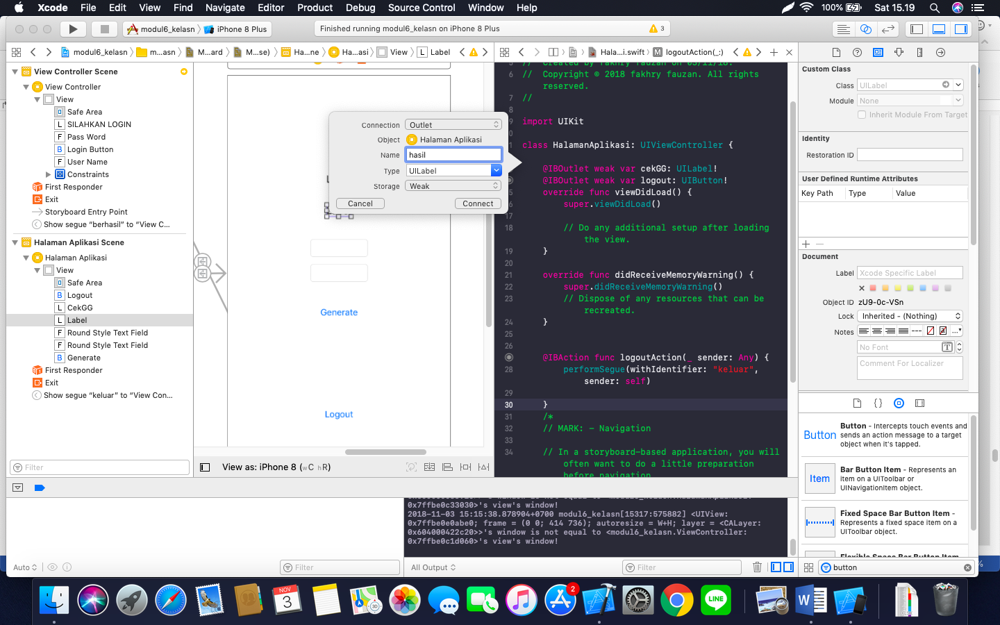 Xcode File Edit View Find Navigate Editor Product Debug Source Control Window Help 100% Sat 15.19
modul6_kelasn iPhone 8 Plus Finished running modul6_kelasn on iPhone 8 Plus 3
modul6_kelasn m...asn M...ard M...se) Ha...ne Ha...asi View L Label
Hala...i.swift M logoutAction(_:)
View Controller Scene
View Controller
View
Safe Area
L SILAHKAN LOGIN
F Pass Word
B Login Button
F User Name
Constraints
First Responder
Exit
Storyboard Entry Point
Show segue “berhasil” to “View C...
Halaman Aplikasi Scene
Halaman Aplikasi
View
Safe Area
B Logout
L CekGG
L Label
F Round Style Text Field
F Round Style Text Field
B Generate
First Responder
Exit
Show segue “keluar” to “View Con...
Filter
Connection Outlet
Object Halaman Aplikasi
Name hasil
Type UILabel
Storage Weak
Cancel Connect
Generate
Logout
View as: iPhone 8 (wC hR)
// Created by fakhry fauzan on 03/11/18.
6 // Copyright © 2018 fakhry fauzan. All rights
reserved.
7 //
8
9 import UIKit
class HalamanAplikasi: UIViewController {
@IBOutlet weak var cekGG: UILabel!
@IBOutlet weak var logout: UIButton!
override func viewDidLoad() {
super.viewDidLoad()
17
18 // Do any additional setup after loading
the view.
19 }
20
21 override func didReceiveMemoryWarning() {
22 super.didReceiveMemoryWarning()
23 // Dispose of any resources that can be
recreated.
24 }
25
26
@IBAction func logoutAction(_ sender: Any) {
28 performSegue(withIdentifier: "keluar",
sender: self)
29
30 }
31 /*
32 // MARK: - Navigation
33
34 // In a storyboard-based application, you will
often want to do a little preparation
before navigation
Custom Class
Class UILabel
Module None
Inherit Module From Target
Identity
Restoration ID
User Defined Runtime Attributes
Key Path Type Value
Document
Label Xcode Specific Label
Object ID zU9-0c-VSn
Lock Inherited - (Nothing)
Notes
No Font
Comment For Localizer
Button Button - Intercepts touch events and
sends an action message to a target
object when it's tapped.
Item Bar Button Item - Represents an
item on a UIToolbar or
UINavigationItem object.
Fixed Space Bar Button Item -
Represents a fixed space item on a
UIToolbar object.
Flexible Space Bar Button Item
button
0x7ffbe0c33030>'s view's window!
2018-11-03 15:15:38.878904+0700 modul6_kelasn[15317:575882] <UIView:
0x7ffbe0e0abe0; frame = (0 0; 414 736); autoresize = W+H; layer = <CALayer:
0x604000422c20>>'s window is not equal to <modul6_kelasn.ViewController:
0x7ffbe0c1d060>'s view's window!
Auto Filter All Output Filter
NOV
3
2
LINE